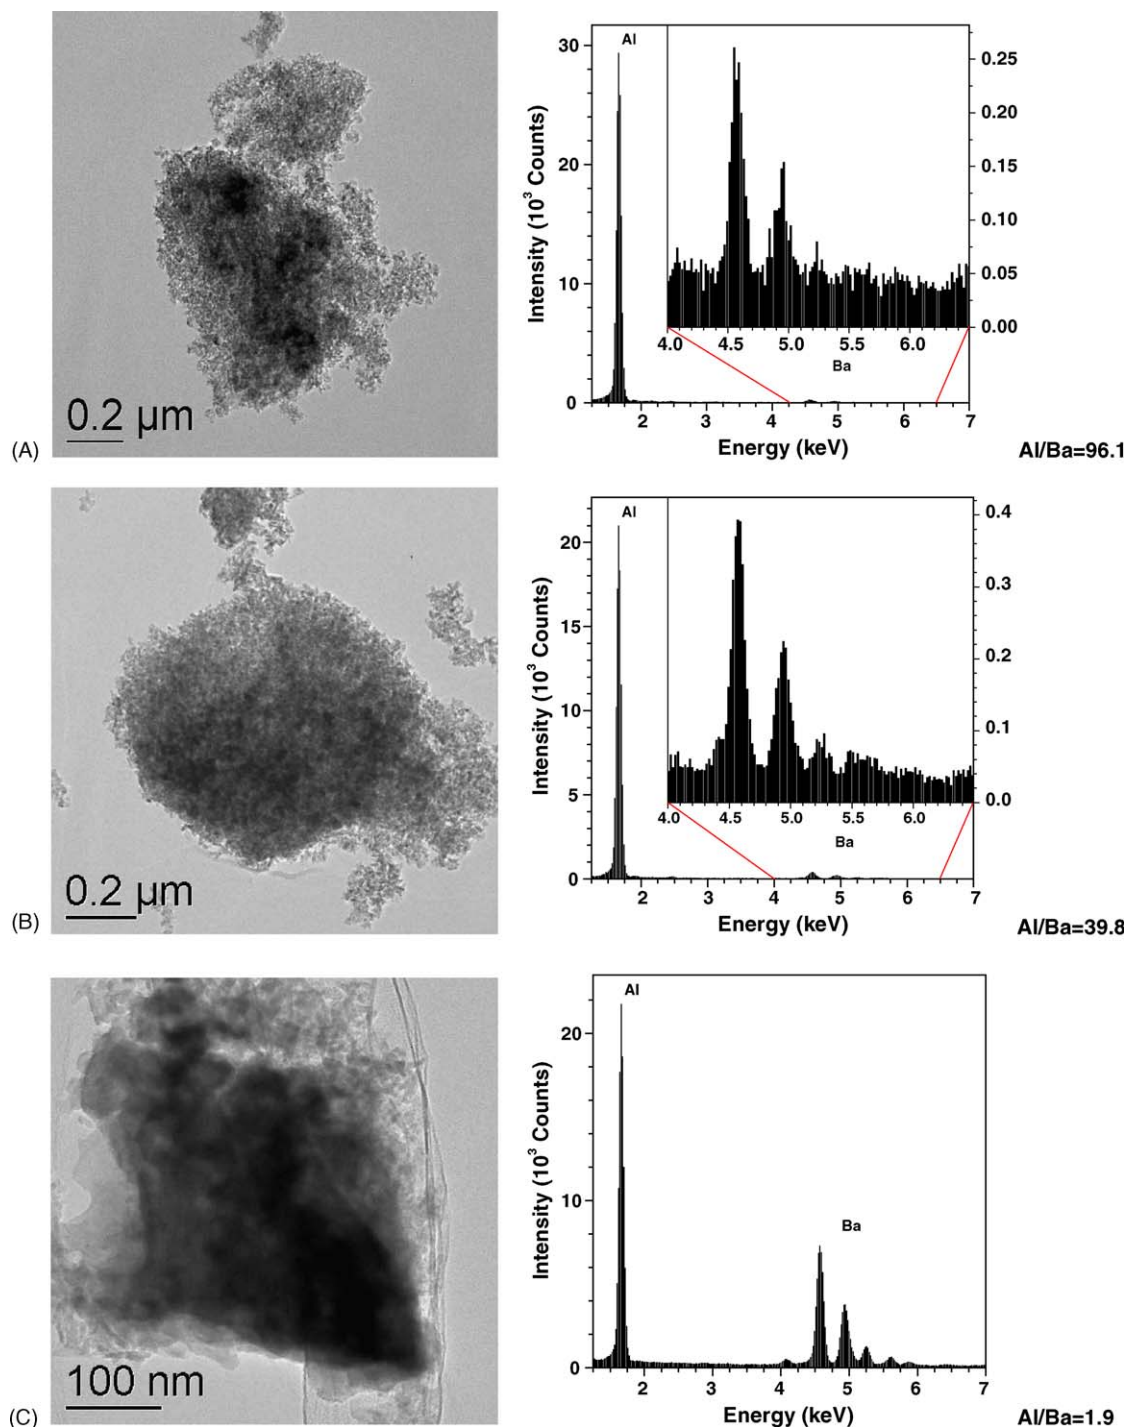 (A)
0.2 µm
Al
30
20
10
0
Intensity (10³ Counts)
0.25
0.20
0.15
0.10
0.05
0.00
4.0 4.5 5.0 5.5 6.0
Ba
2 3 4 5 6 7
Energy (keV)
Al/Ba=96.1
(B)
0.2 µm
Al
20
15
10
5
0
Intensity (10³ Counts)
0.4
0.3
0.2
0.1
0.0
4.0 4.5 5.0 5.5 6.0
Ba
2 3 4 5 6 7
Energy (keV)
Al/Ba=39.8
(C)
100 nm
Al
20
10
0
Intensity (10³ Counts)
Ba
2 3 4 5 6 7
Energy (keV)
Al/Ba=1.9